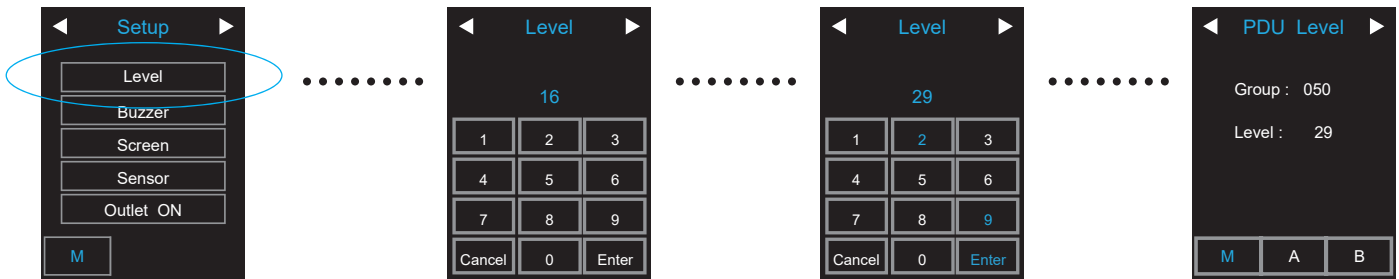 Setup
Level
Buzzer
Screen
Sensor
Outlet ON
M
Level
16
1 2 3
4 5 6
7 8 9
Cancel 0 Enter
Level
29
1 2 3
4 5 6
7 8 9
Cancel 0 Enter
PDU Level
Group : 050
Level : 29
M A B